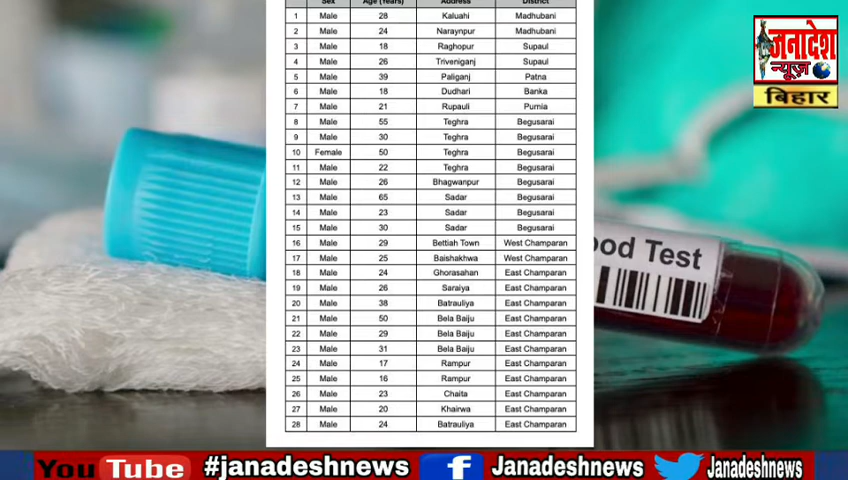 Sex Age (Years) Address District
1 Male 28 Kaluahi Madhubani
2 Male 24 Naraynpur Madhubani
3 Male 18 Raghopur Supaul
4 Male 26 Triveniganj Supaul
5 Male 39 Paliganj Patna
6 Male 18 Dudhari Banka
7 Male 21 Rupauli Purnia
8 Male 55 Teghra Begusarai
9 Male 30 Teghra Begusarai
10 Female 50 Teghra Begusarai
11 Male 22 Teghra Begusarai
12 Male 26 Bhagwanpur Begusarai
13 Male 65 Sadar Begusarai
14 Male 23 Sadar Begusarai
15 Male 30 Sadar Begusarai
16 Male 29 Bettiah Town West Champaran
17 Male 25 Baishakhwa West Champaran
18 Male 24 Ghorasahan East Champaran
19 Male 26 Saraiya East Champaran
20 Male 38 Batrauliya East Champaran
21 Male 50 Bela Baiju East Champaran
22 Male 29 Bela Baiju East Champaran
23 Male 31 Bela Baiju East Champaran
24 Male 17 Rampur East Champaran
25 Male 16 Rampur East Champaran
26 Male 23 Chaita East Champaran
27 Male 20 Khairwa East Champaran
28 Male 24 Batrauliya East Champaran
जनादेश
न्यूज़
बिहार
ood Test
You Tube #janadeshnews f Janadeshnews Janadeshnews